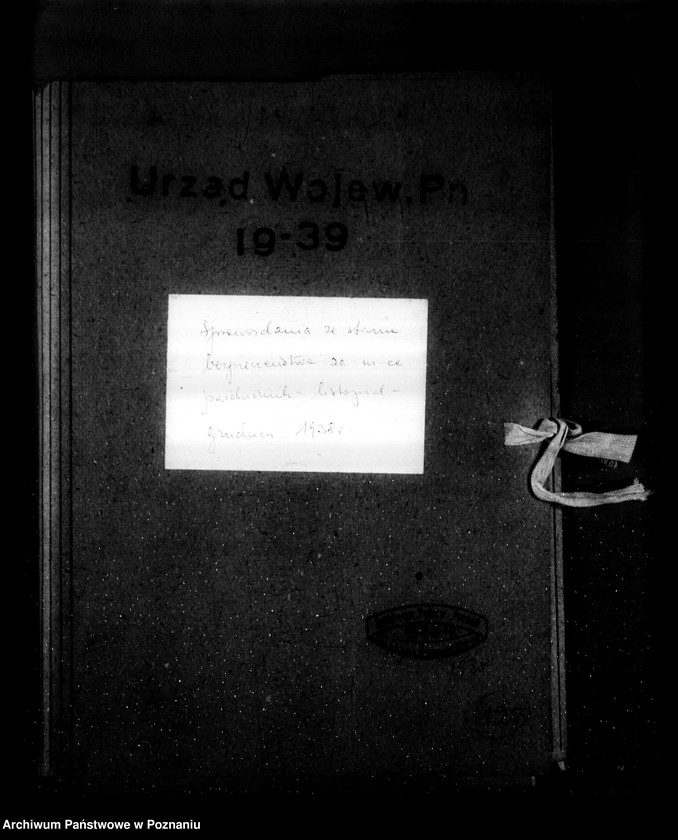 Urząd Wojew. Pn
19-39
Sprawozdania ze stanu
bezpieczeństwa za m-ce
październik - listopad -
grudzień 1938 r.
Archiwum Państwowe w Poznaniu